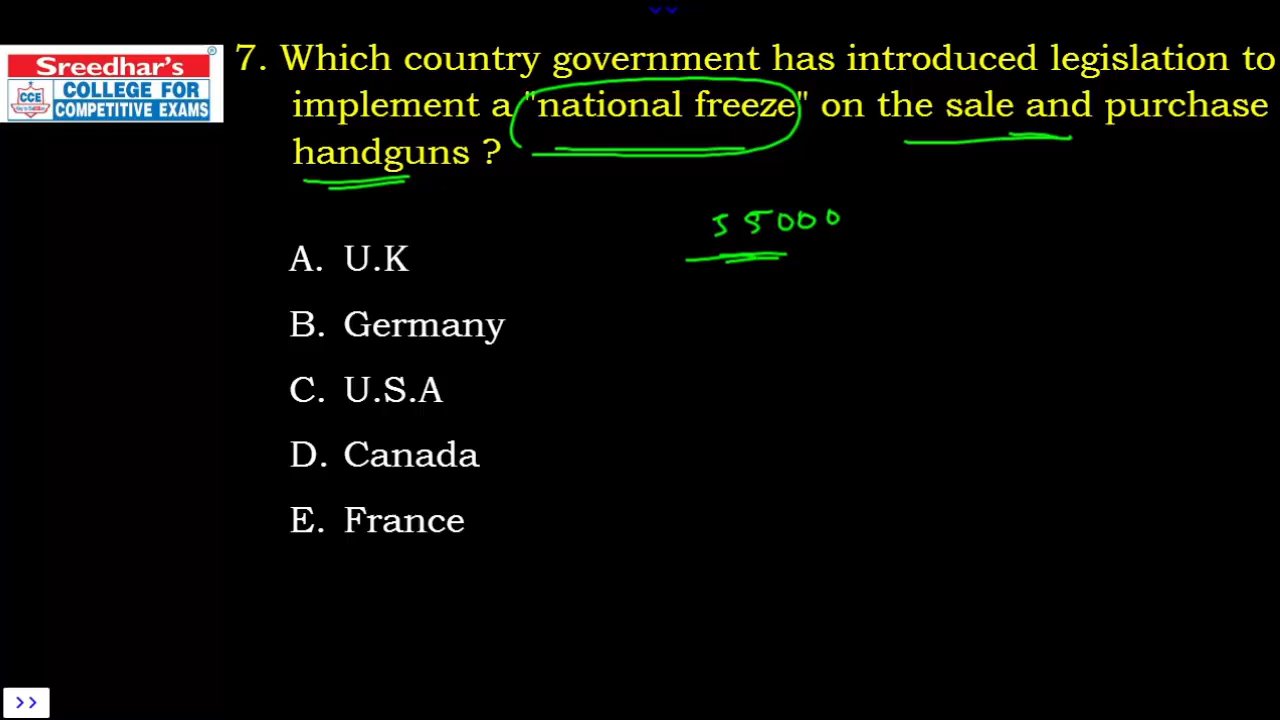 Sreedhar's
CCE
COLLEGE FOR
COMPETITIVE EXAMS
7. Which country government has introduced legislation to
implement a "national freeze" on the sale and purchase
handguns ?
A. U.K
B. Germany
C. U.S.A
D. Canada
E. France
>>